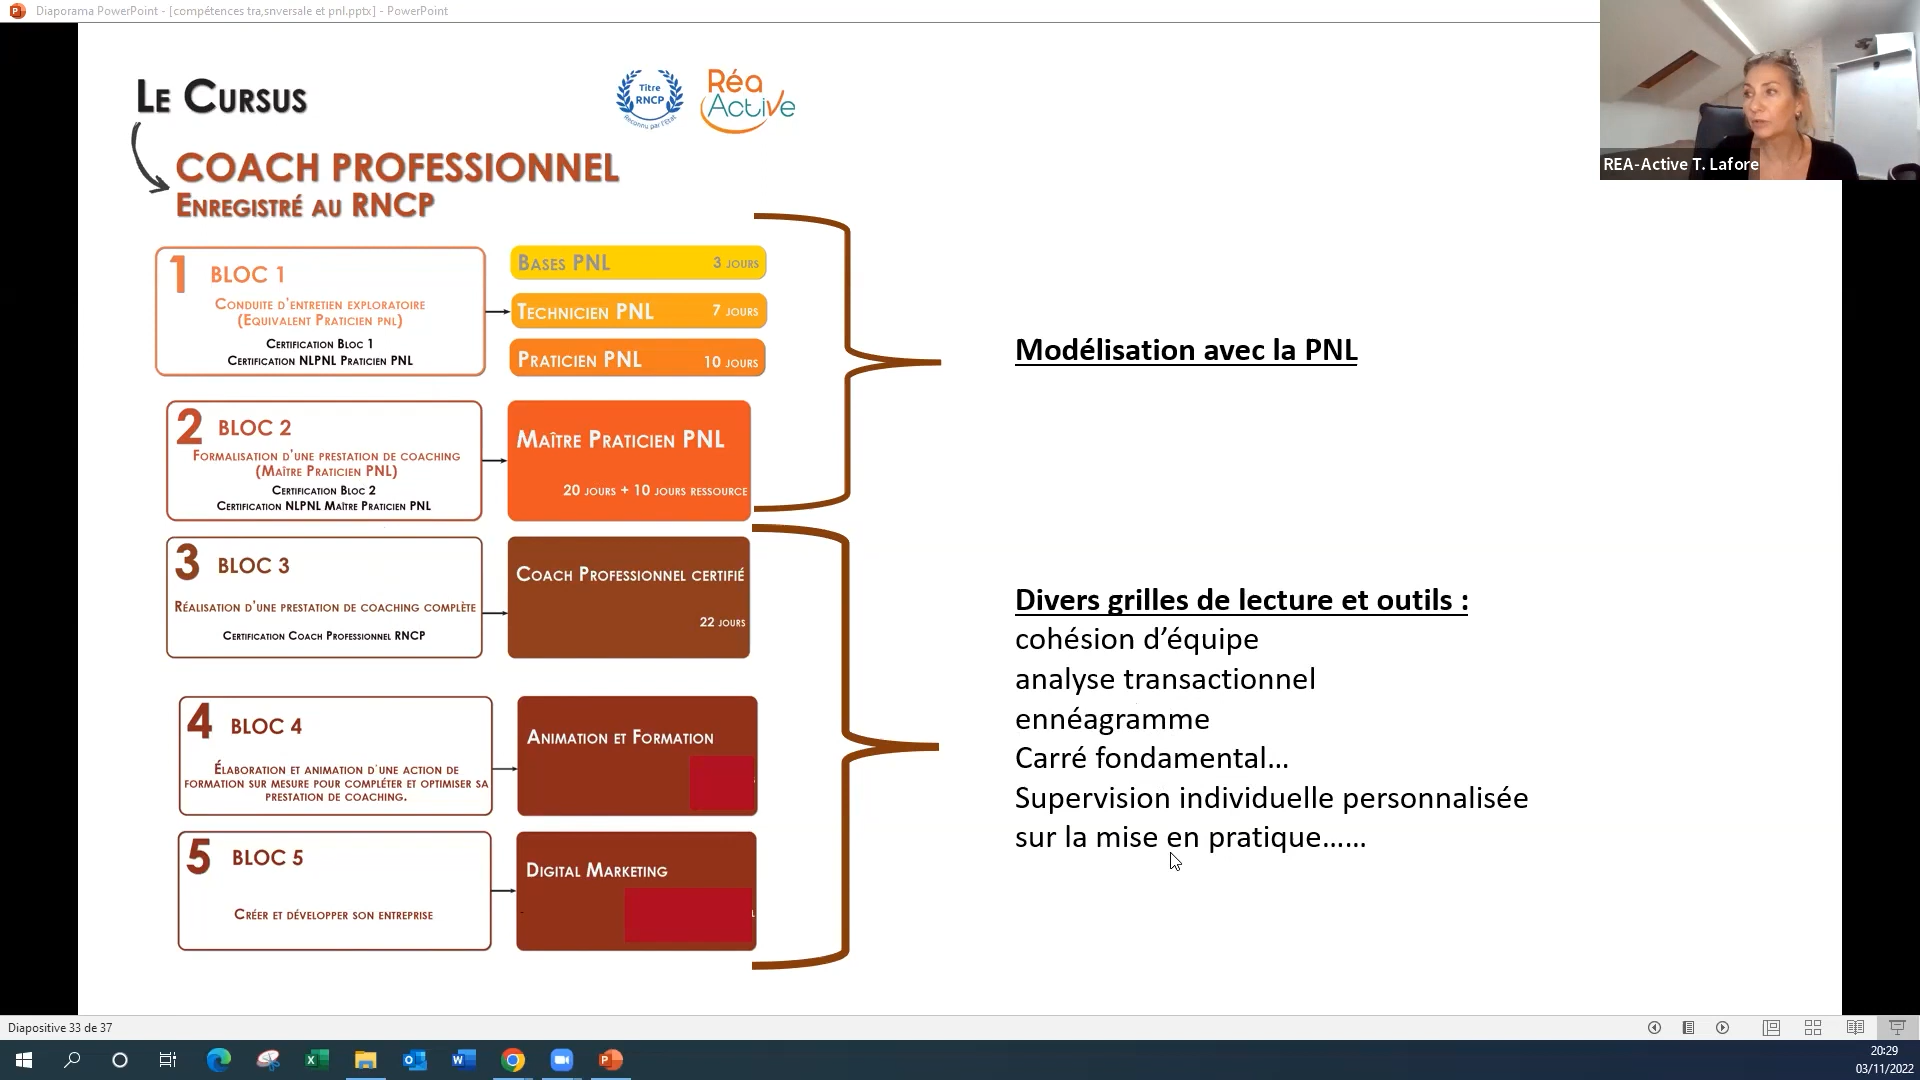 Diaporama PowerPoint - [compétences tra,snversale et pnl.pptx] - PowerPoint
REA-Active T. Lafore
Le Cursus
Titre
RNCP
Reconnu par l'Etat
Réa
Active
COACH PROFESSIONNEL
Enregistré au RNCP
1 BLOC 1
Conduite d'entretien exploratoire
(Equivalent Praticien pnl)
Certification Bloc 1
Certification NLPNL Praticien PNL
Bases PNL 3 jours
Technicien PNL 7 jours
Praticien PNL 10 jours
Modélisation avec la PNL
2 BLOC 2
Formalisation d'une prestation de coaching
(Maître Praticien PNL)
Certification Bloc 2
Certification NLPNL Maître Praticien PNL
Maître Praticien PNL
20 jours + 10 jours ressource
3 BLOC 3
Réalisation d'une prestation de coaching complète
Certification Coach Professionnel RNCP
Coach Professionnel certifié
22 jours
4 BLOC 4
Élaboration et animation d'une action de
formation sur mesure pour compléter et optimiser sa
prestation de coaching.
Animation et Formation
5 BLOC 5
Créer et développer son entreprise
Digital Marketing
Divers grilles de lecture et outils :
cohésion d'équipe
analyse transactionnel
ennéagramme
Carré fondamental...
Supervision individuelle personnalisée
sur la mise en pratique......
Diapositive 33 de 37
20:29
03/11/2022